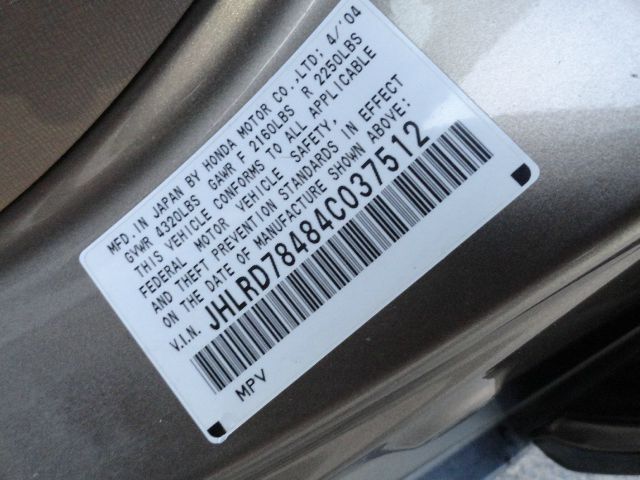 MFD.IN JAPAN BY HONDA MOTOR CO.,LTD; 4/'04
GVWR 4320LBS GAWR F 2160LBS R 2250LBS
THIS VEHICLE CONFORMS TO ALL APPLICABLE
FEDERAL MOTOR VEHICLE SAFETY,
AND THEFT PREVENTION STANDARDS IN EFFECT
ON THE DATE OF MANUFACTURE SHOWN ABOVE:
V.I.N. JHLRD78484C037512
MPV